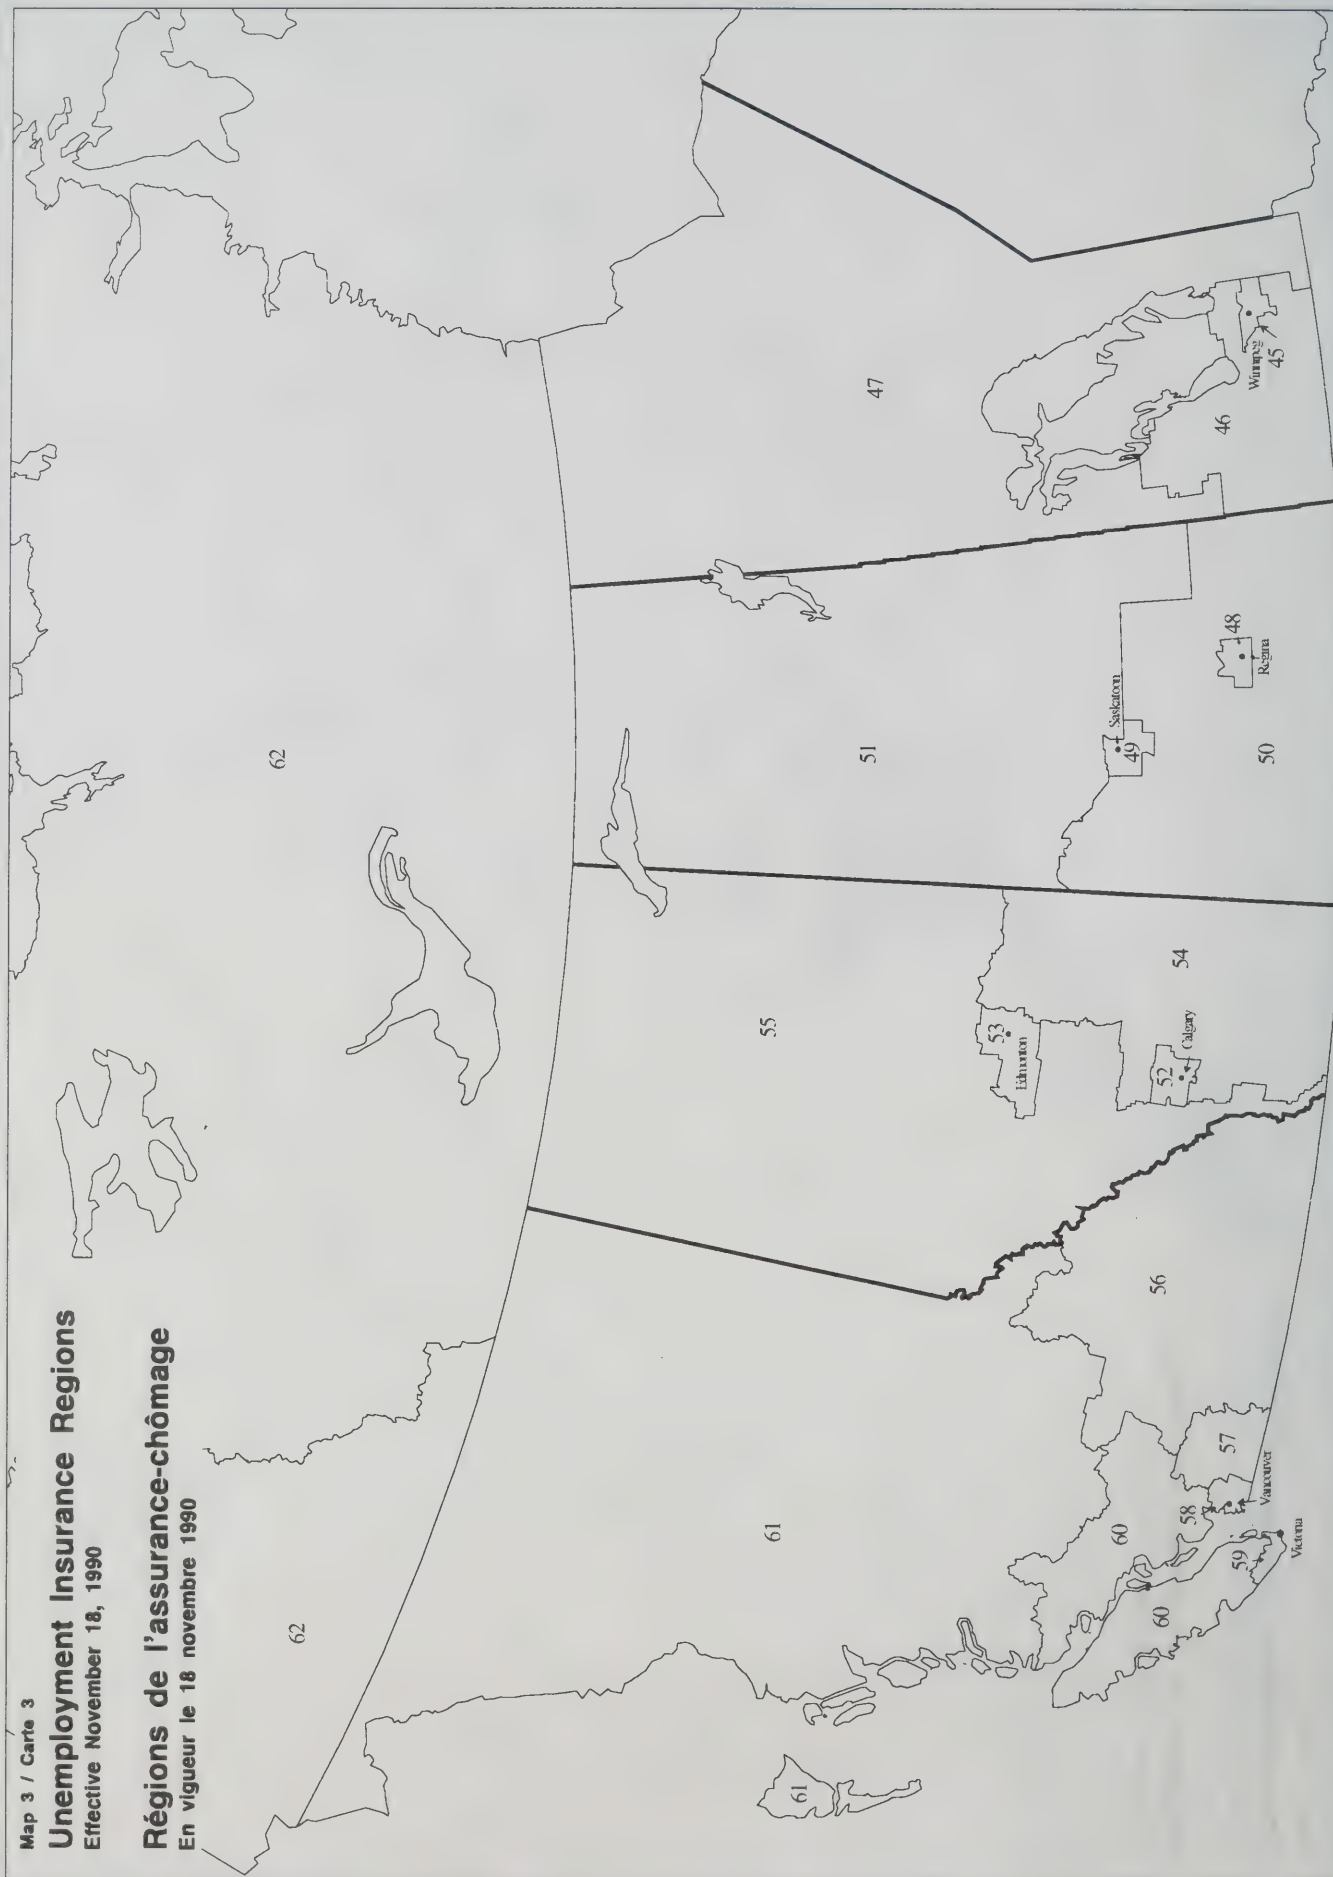 Map 3 / Carte 3
Unemployment Insurance Regions
Effective November 18, 1990
Régions de l'assurance-chômage
En vigueur le 18 novembre 1990
62
62
61
61
60
60
59
Victoria
58
Vancouver
57
56
55
53
Edmonton
52
Calgary
54
51
49
Saskatoon
50
48
Regina
47
46
45
Winnipeg